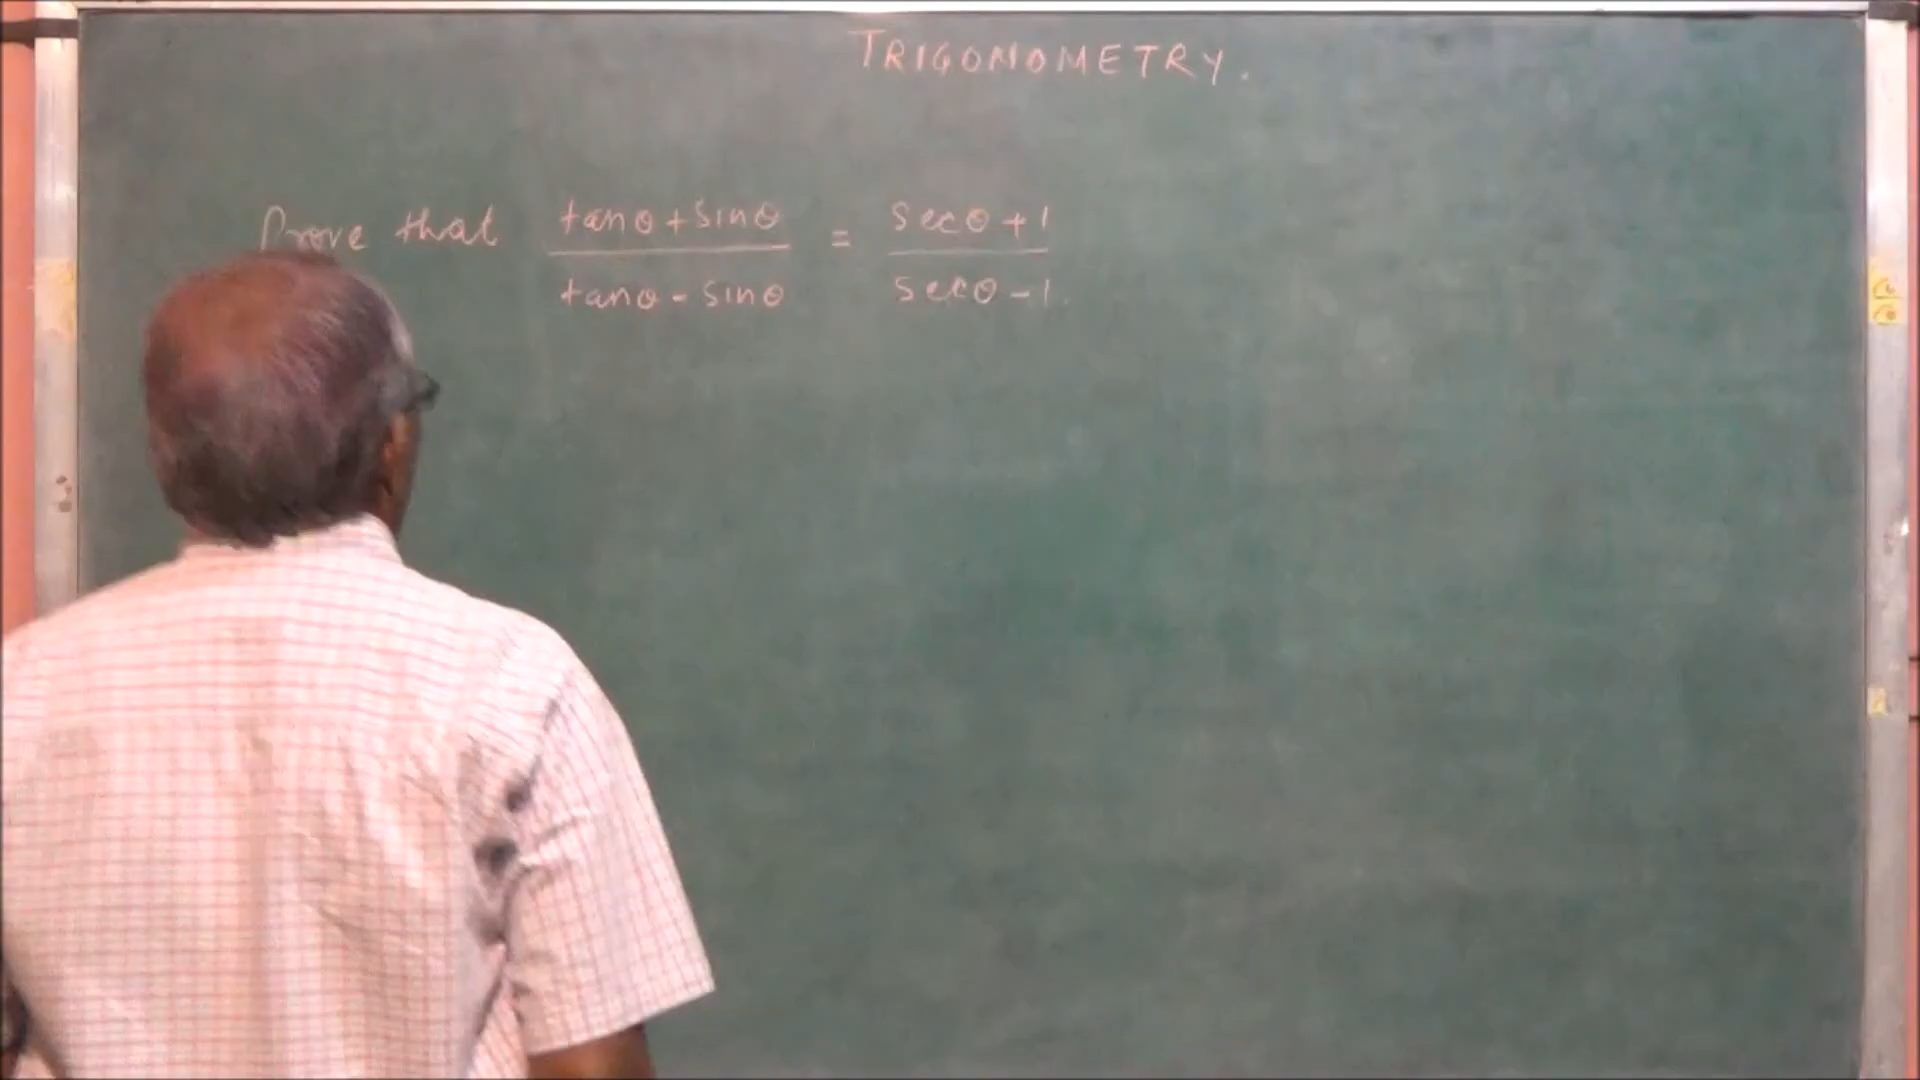 TRIGONOMETRY.
Prove that tanθ+sinθ / tanθ-sinθ = secθ+1 / secθ-1.